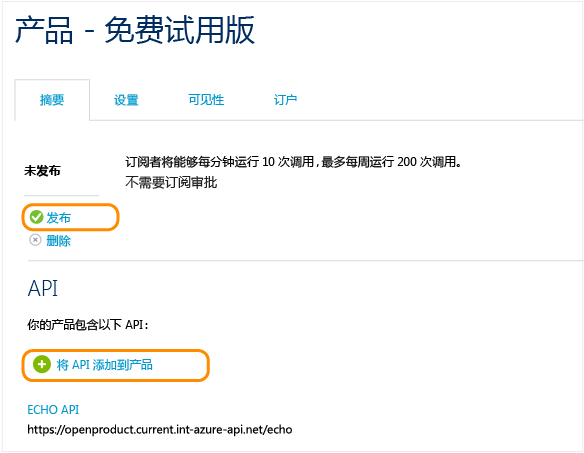 产品 - 免费试用版
摘要 设置 可见性 订户
未发布
订阅者将能够每分钟运行 10 次调用，最多每周运行 200 次调用。
不需要订阅审批
发布
删除
API
你的产品包含以下 API：
将 API 添加到产品
ECHO API
https://openproduct.current.int-azure-api.net/echo